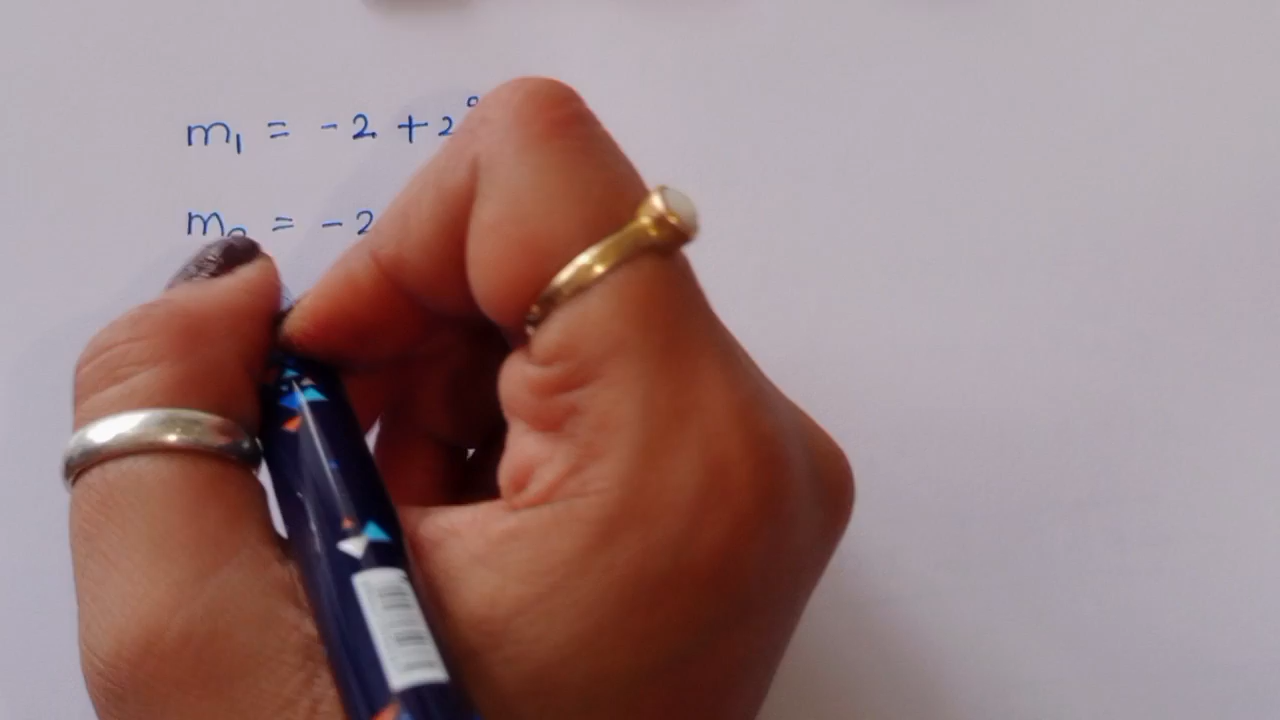 m₁ = -2 + 2
m₂ = -2